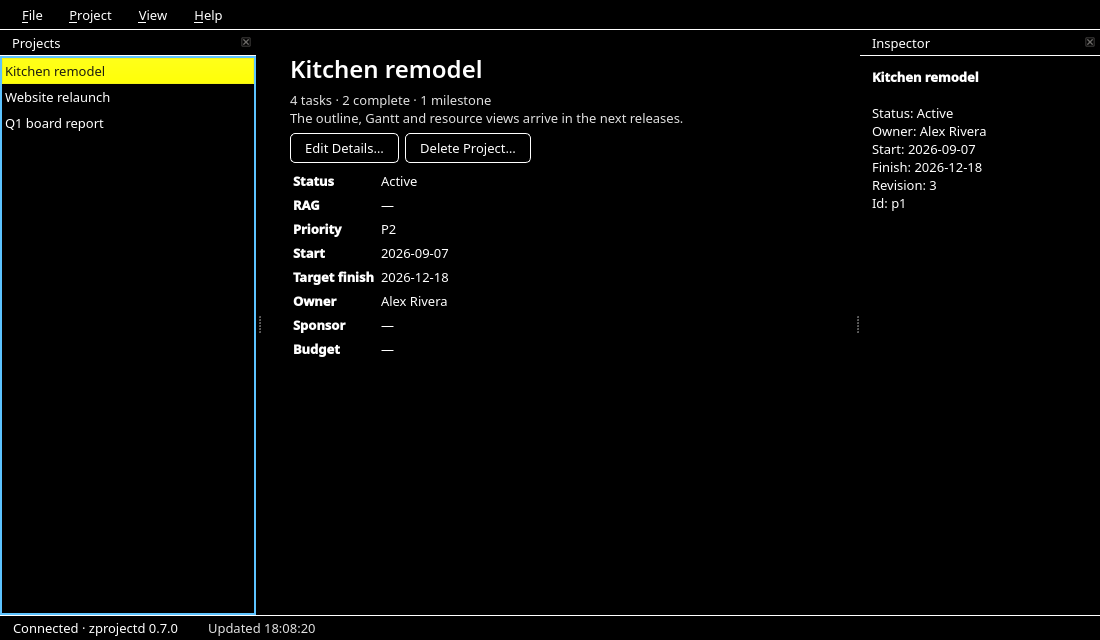 File Project View Help
Projects
Kitchen remodel
Website relaunch
Q1 board report
Kitchen remodel
4 tasks · 2 complete · 1 milestone
The outline, Gantt and resource views arrive in the next releases.
Edit Details... Delete Project...
Status Active
RAG —
Priority P2
Start 2026-09-07
Target finish 2026-12-18
Owner Alex Rivera
Sponsor —
Budget —
Inspector
Kitchen remodel
Status: Active
Owner: Alex Rivera
Start: 2026-09-07
Finish: 2026-12-18
Revision: 3
Id: p1
Connected · zprojectd 0.7.0 Updated 18:08:20